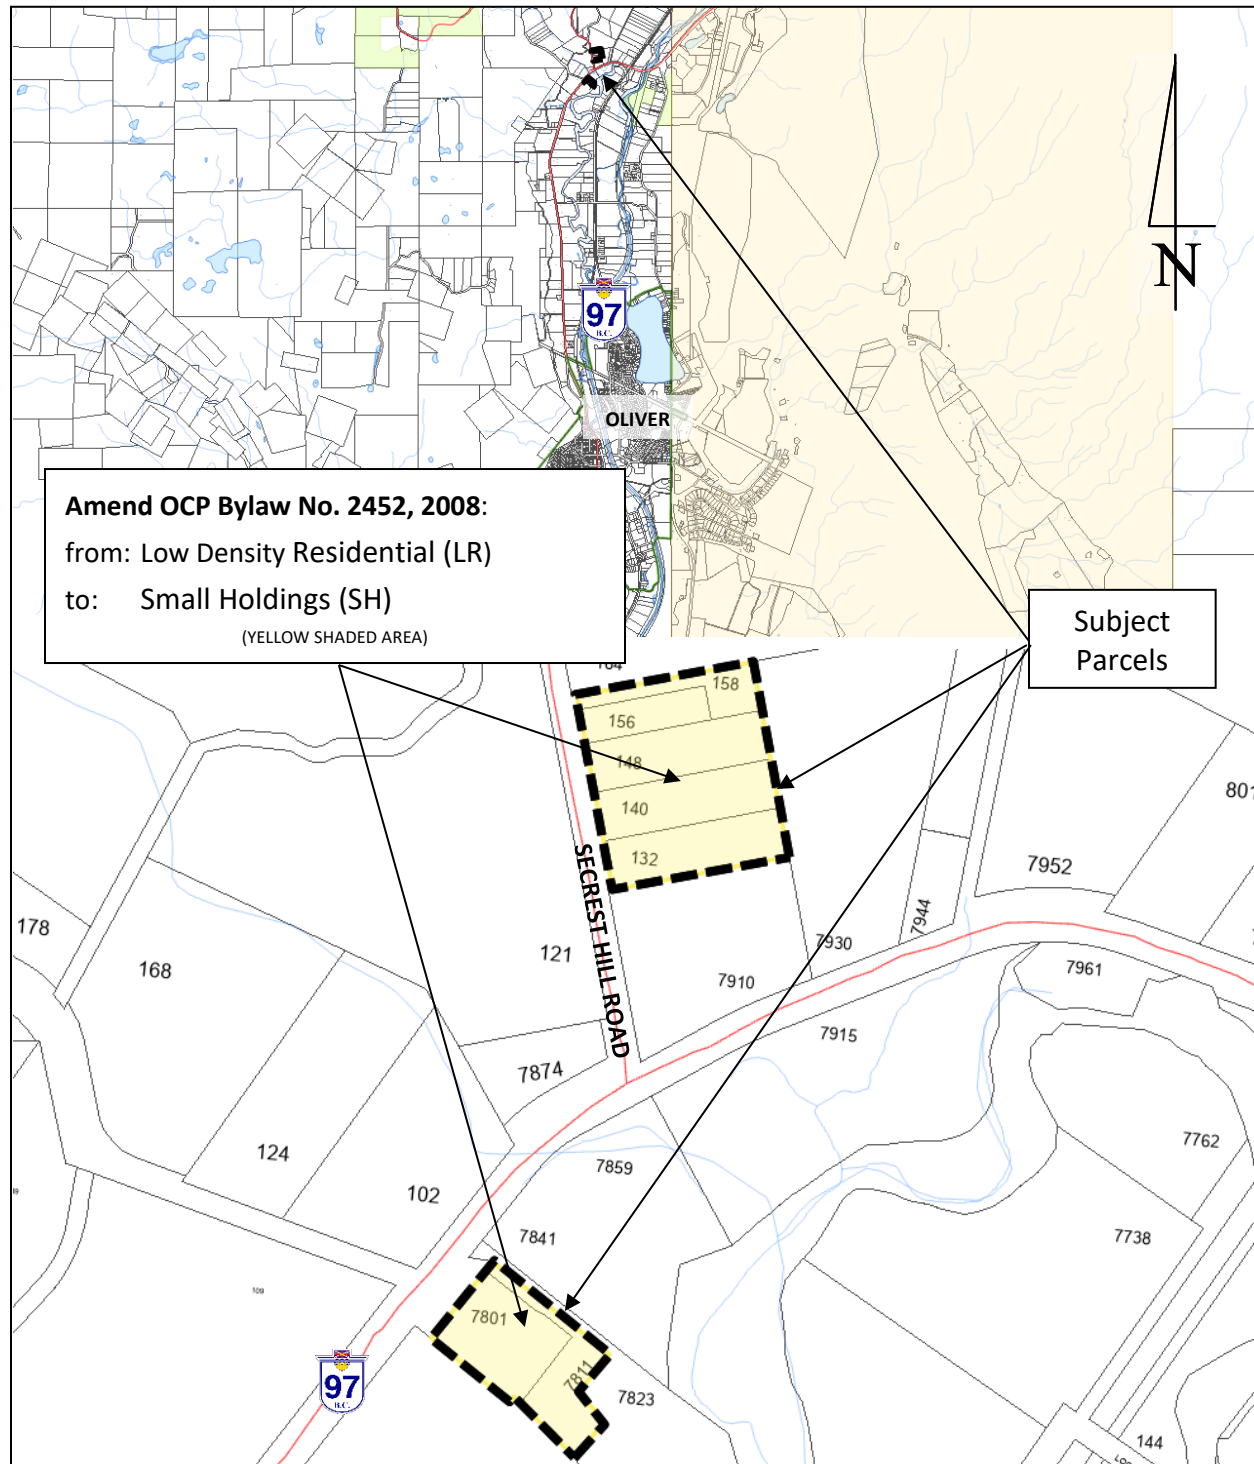 N
97
B.C.
OLIVER
Amend OCP Bylaw No. 2452, 2008:
from: Low Density Residential (LR)
to: Small Holdings (SH)
(YELLOW SHADED AREA)
Subject
Parcels
158
156
148
140
132
SECREST HILL ROAD
801
7952
7944
7930
7910
7961
7915
178
168
121
7874
124
102
7859
7841
7762
7738
109
7801
7811
7823
97
B.C.
144